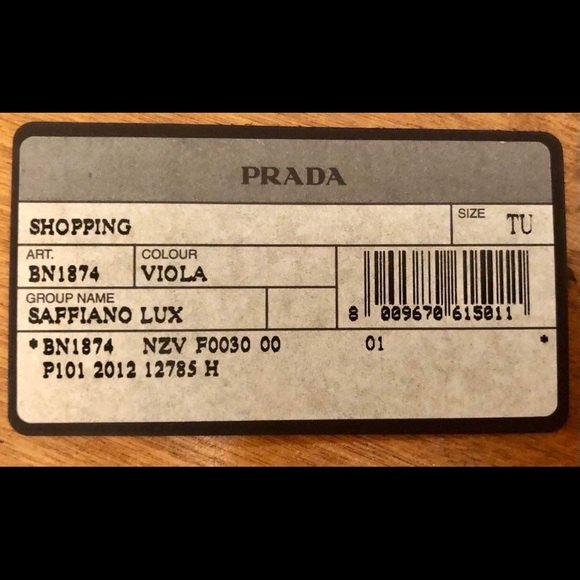 PRADA
SHOPPING
SIZE TU
ART. BN1874
COLOUR VIOLA
GROUP NAME
SAFFIANO LUX
8 009670 615011
*BN1874 NZV F0030 00 01 *
P101 2012 12785 H